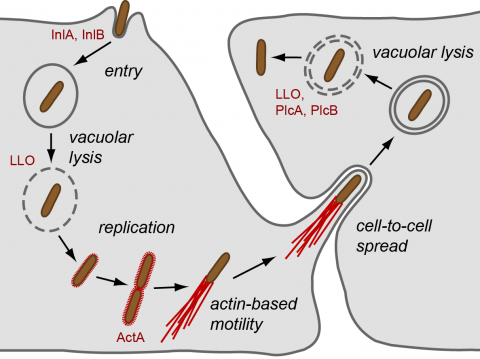 InlA, InlB
entry
vacuolar
lysis
LLO
replication
ActA
actin-based
motility
cell-to-cell
spread
vacuolar lysis
LLO,
PlcA, PlcB